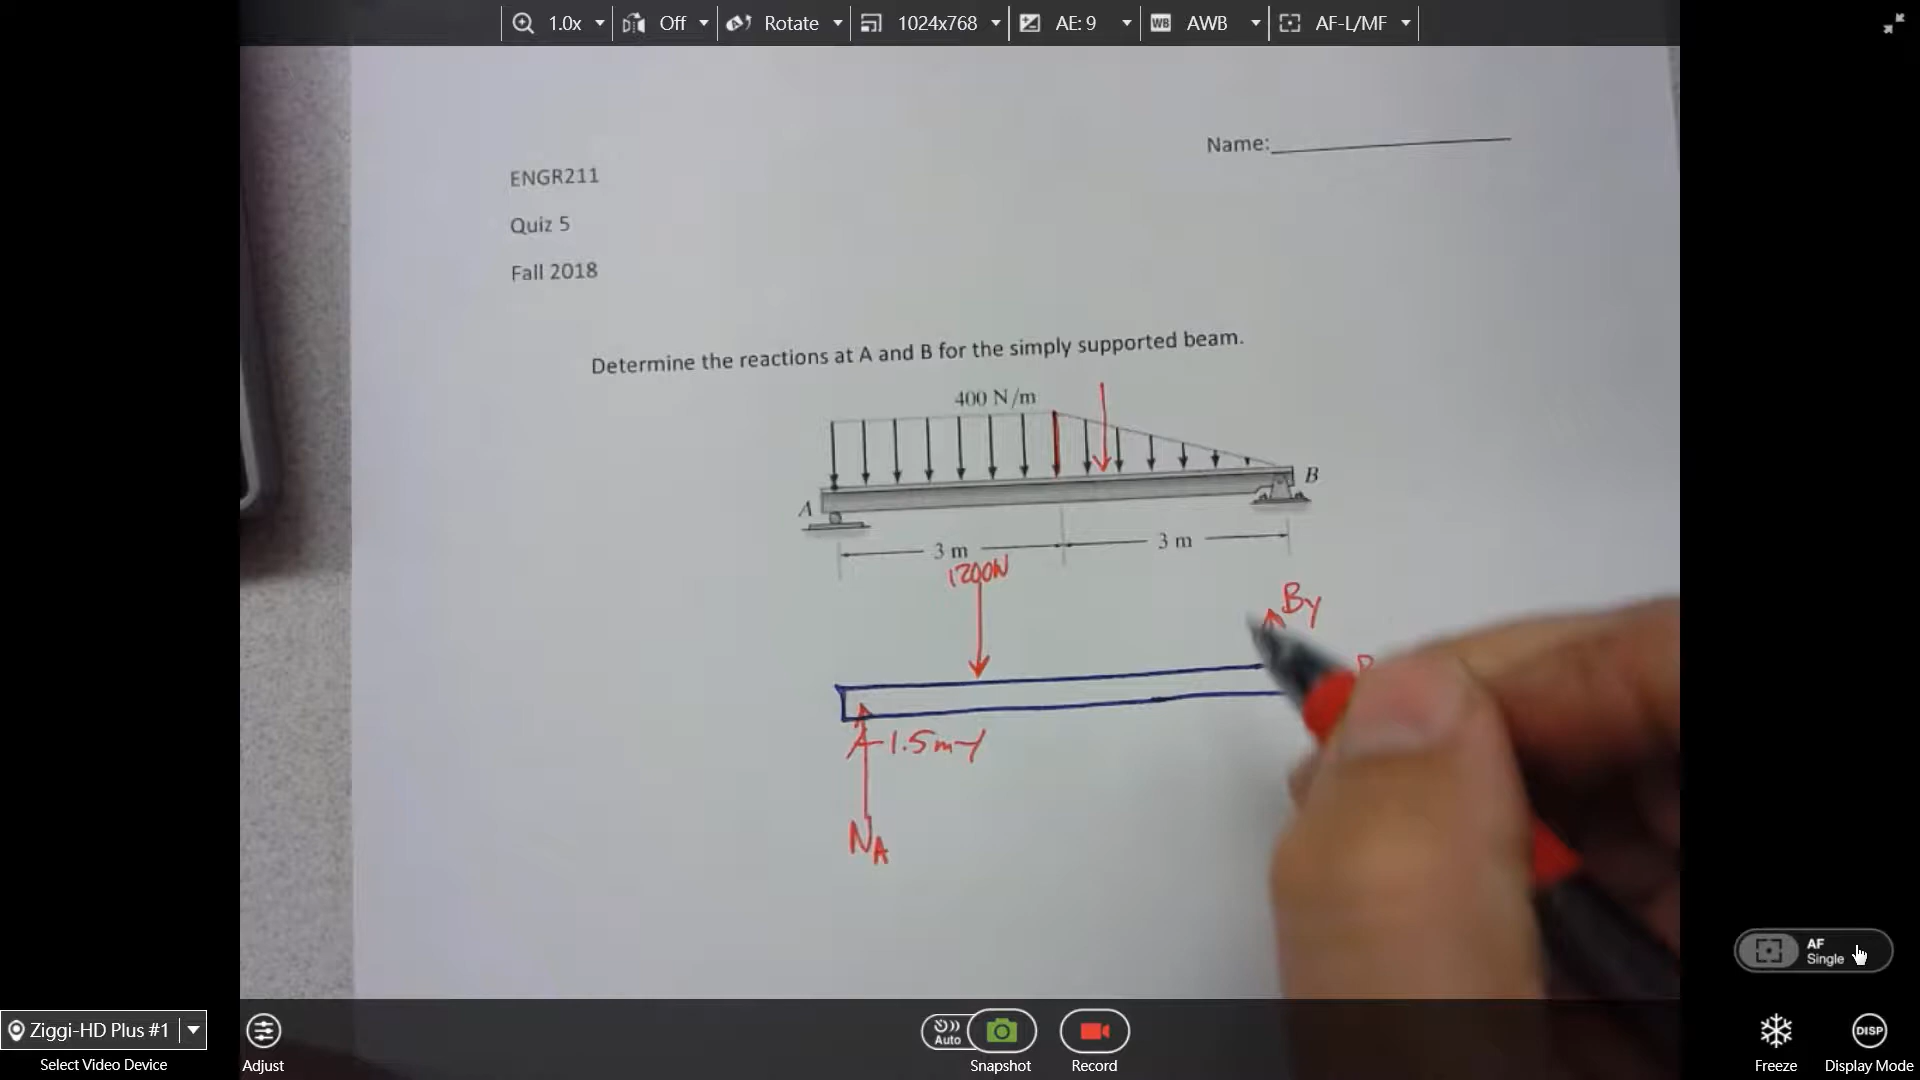 1.0x Off Rotate 1024x768 AE: 9 WB AWB AF-L/MF
Name:
ENGR211
Quiz 5
Fall 2018
Determine the reactions at A and B for the simply supported beam.
400 N/m
B
A
3 m 3 m
1200N
By
1.5m
NA
AF
Single
Ziggi-HD Plus #1
Select Video Device
Adjust
Auto
Snapshot
Record
Freeze
DISP
Display Mode